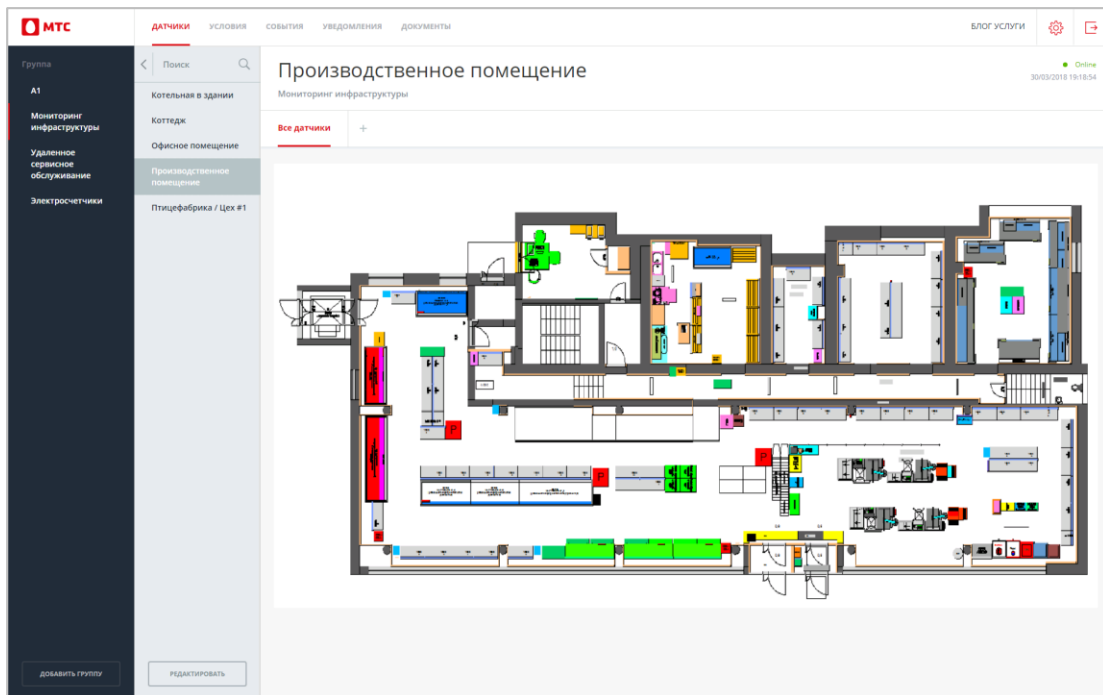 МТС
ДАТЧИКИ
УСЛОВИЯ
СОБЫТИЯ
УВЕДОМЛЕНИЯ
ДОКУМЕНТЫ
БЛОГ УСЛУГИ
Группа
А1
Мониторинг
инфраструктуры
Удаленное
сервисное
обслуживание
Электросчетчики
ДОБАВИТЬ ГРУППУ
Поиск
Котельная в здании
Коттедж
Офисное помещение
Производственное
помещение
Птицефабрика / Цех #1
РЕДАКТИРОВАТЬ
Производственное помещение
Мониторинг инфраструктуры
Online
30/03/2018 19:18:54
Все датчики
+
P
P
P
P